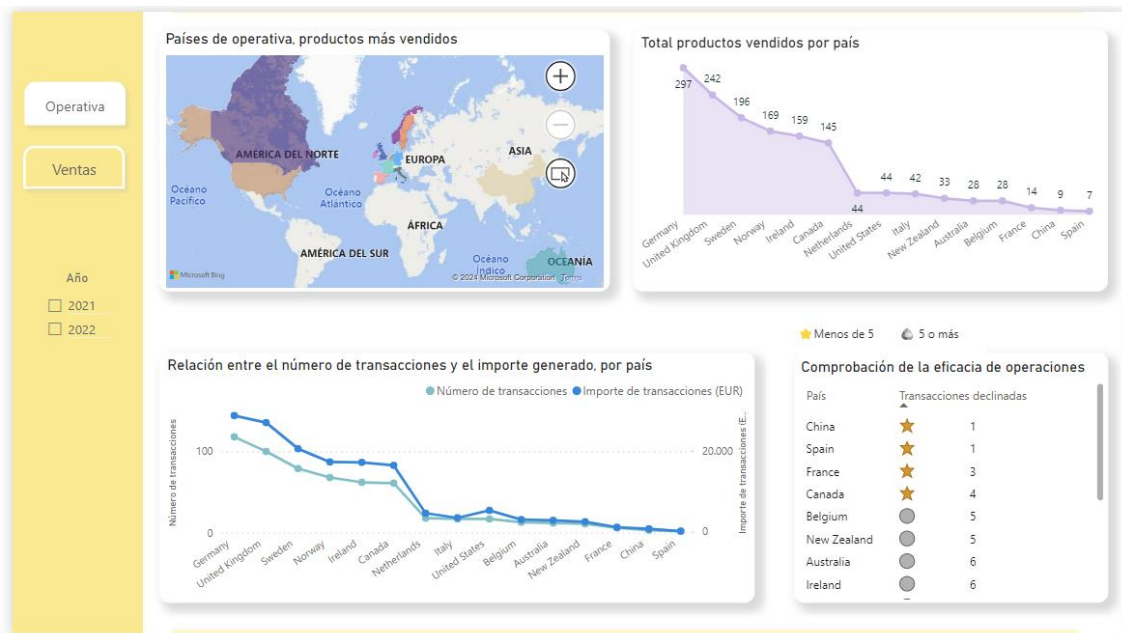 Operativa
Ventas
Año
2021
2022
Países de operativa, productos más vendidos
AMÉRICA DEL NORTE
EUROPA
ASIA
Océano
Pacífico
Océano
Atlántico
ÁFRICA
AMÉRICA DEL SUR
Océano
Índico
OCEANÍA
Microsoft Bing
© 2024 Microsoft Corporation Terms
Total productos vendidos por país
297 242 196 169 159 145 44 44 42 33 28 28 14 9 7
Germany
United Kingdom
Sweden
Norway
Ireland
Canada
Netherlands
United States
Italy
New Zealand
Australia
Belgium
France
China
Spain
Relación entre el número de transacciones y el importe generado, por país
Número de transacciones Importe de transacciones (EUR)
Número de transacciones
100
0
20.000
0
Importe de transacciones (E...
Germany
United Kingdom
Sweden
Norway
Ireland
Canada
Netherlands
Italy
United States
Belgium
Australia
New Zealand
France
China
Spain
Menos de 5 5 o más
Comprobación de la eficacia de operaciones
País Transacciones declinadas
China 1
Spain 1
France 3
Canada 4
Belgium 5
New Zealand 5
Australia 6
Ireland 6